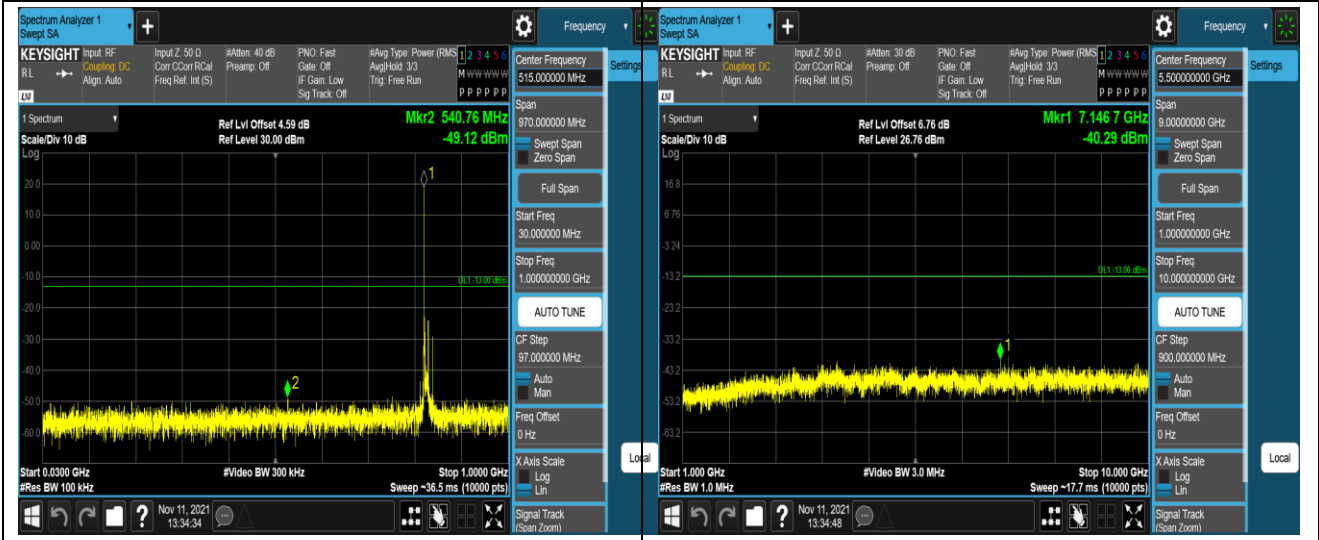 Spectrum Analyzer 1
Swept SA
+
Frequency
KEYSIGHT
Input: RF
Input Z: 50 Ω
#Atten: 40 dB
PNO: Fast
#Avg Type: Power (RMS
1 2 3 4 5 6
RL
Coupling: DC
Corr CCorr RCal
Preamp: Off
Gate: Off
Avg|Hold: 3/3
M W W W W W
Align: Auto
Freq Ref: Int (S)
IF Gain: Low
Trig: Free Run
Sig Track: Off
P P P P P P
LXI
1 Spectrum
Ref Lvl Offset 4.59 dB
Mkr2 540.76 MHz
Scale/Div 10 dB
Ref Level 30.00 dBm
-49.12 dBm
Log
20.0
10.0
0.00
-10.0
-20.0
-30.0
-40.0
-50.0
-60.0
DL1 -13.00 dBm
1
2
Start 0.0300 GHz
#Video BW 300 kHz
Stop 1.0000 GHz
#Res BW 100 kHz
Sweep ~36.5 ms (10000 pts)
Center Frequency
515.000000 MHz
Settings
Span
970.000000 MHz
Swept Span
Zero Span
Full Span
Start Freq
30.000000 MHz
Stop Freq
1.000000000 GHz
AUTO TUNE
CF Step
97.000000 MHz
Auto
Man
Freq Offset
0 Hz
X Axis Scale
Log
Lin
Local
Signal Track
(Span Zoom)
?
Nov 11, 2021
13:34:34
Spectrum Analyzer 1
Swept SA
+
Frequency
KEYSIGHT
Input: RF
Input Z: 50 Ω
#Atten: 30 dB
PNO: Fast
#Avg Type: Power (RMS
1 2 3 4 5 6
RL
Coupling: DC
Corr CCorr RCal
Preamp: Off
Gate: Off
Avg|Hold: 3/3
M W W W W W
Align: Auto
Freq Ref: Int (S)
IF Gain: Low
Trig: Free Run
Sig Track: Off
P P P P P P
LXI
1 Spectrum
Ref Lvl Offset 6.76 dB
Mkr1 7.146 7 GHz
Scale/Div 10 dB
Ref Level 26.76 dBm
-40.29 dBm
Log
16.8
6.76
-3.24
-13.2
-23.2
-33.2
-43.2
-53.2
-63.2
DL1 -13.00 dBm
1
Start 1.000 GHz
#Video BW 3.0 MHz
Stop 10.000 GHz
#Res BW 1.0 MHz
Sweep ~17.7 ms (10000 pts)
Center Frequency
5.500000000 GHz
Settings
Span
9.00000000 GHz
Swept Span
Zero Span
Full Span
Start Freq
1.000000000 GHz
Stop Freq
10.000000000 GHz
AUTO TUNE
CF Step
900.000000 MHz
Auto
Man
Freq Offset
0 Hz
X Axis Scale
Log
Lin
Local
Signal Track
(Span Zoom)
?
Nov 11, 2021
13:34:48